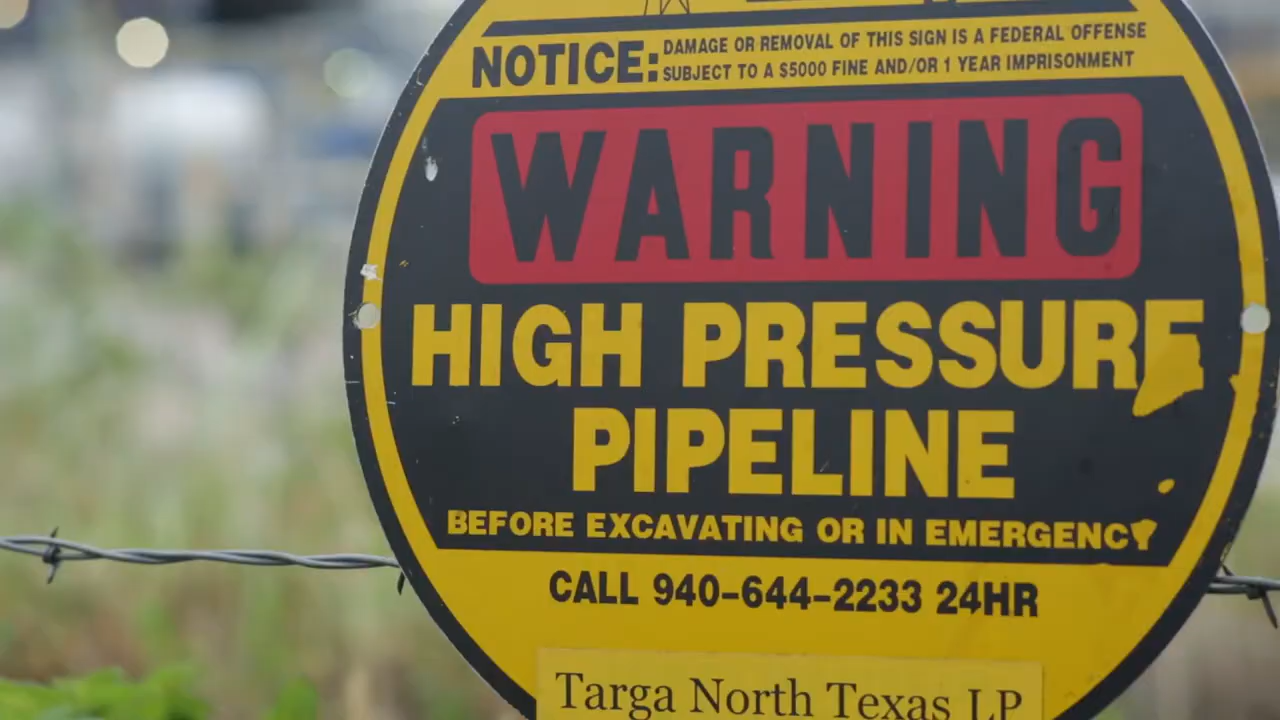 NOTICE:
DAMAGE OR REMOVAL OF THIS SIGN IS A FEDERAL OFFENSE
SUBJECT TO A $5000 FINE AND/OR 1 YEAR IMPRISONMENT
WARNING
HIGH PRESSURE
PIPELINE
BEFORE EXCAVATING OR IN EMERGENCY
CALL 940-644-2233 24HR
Targa North Texas LP